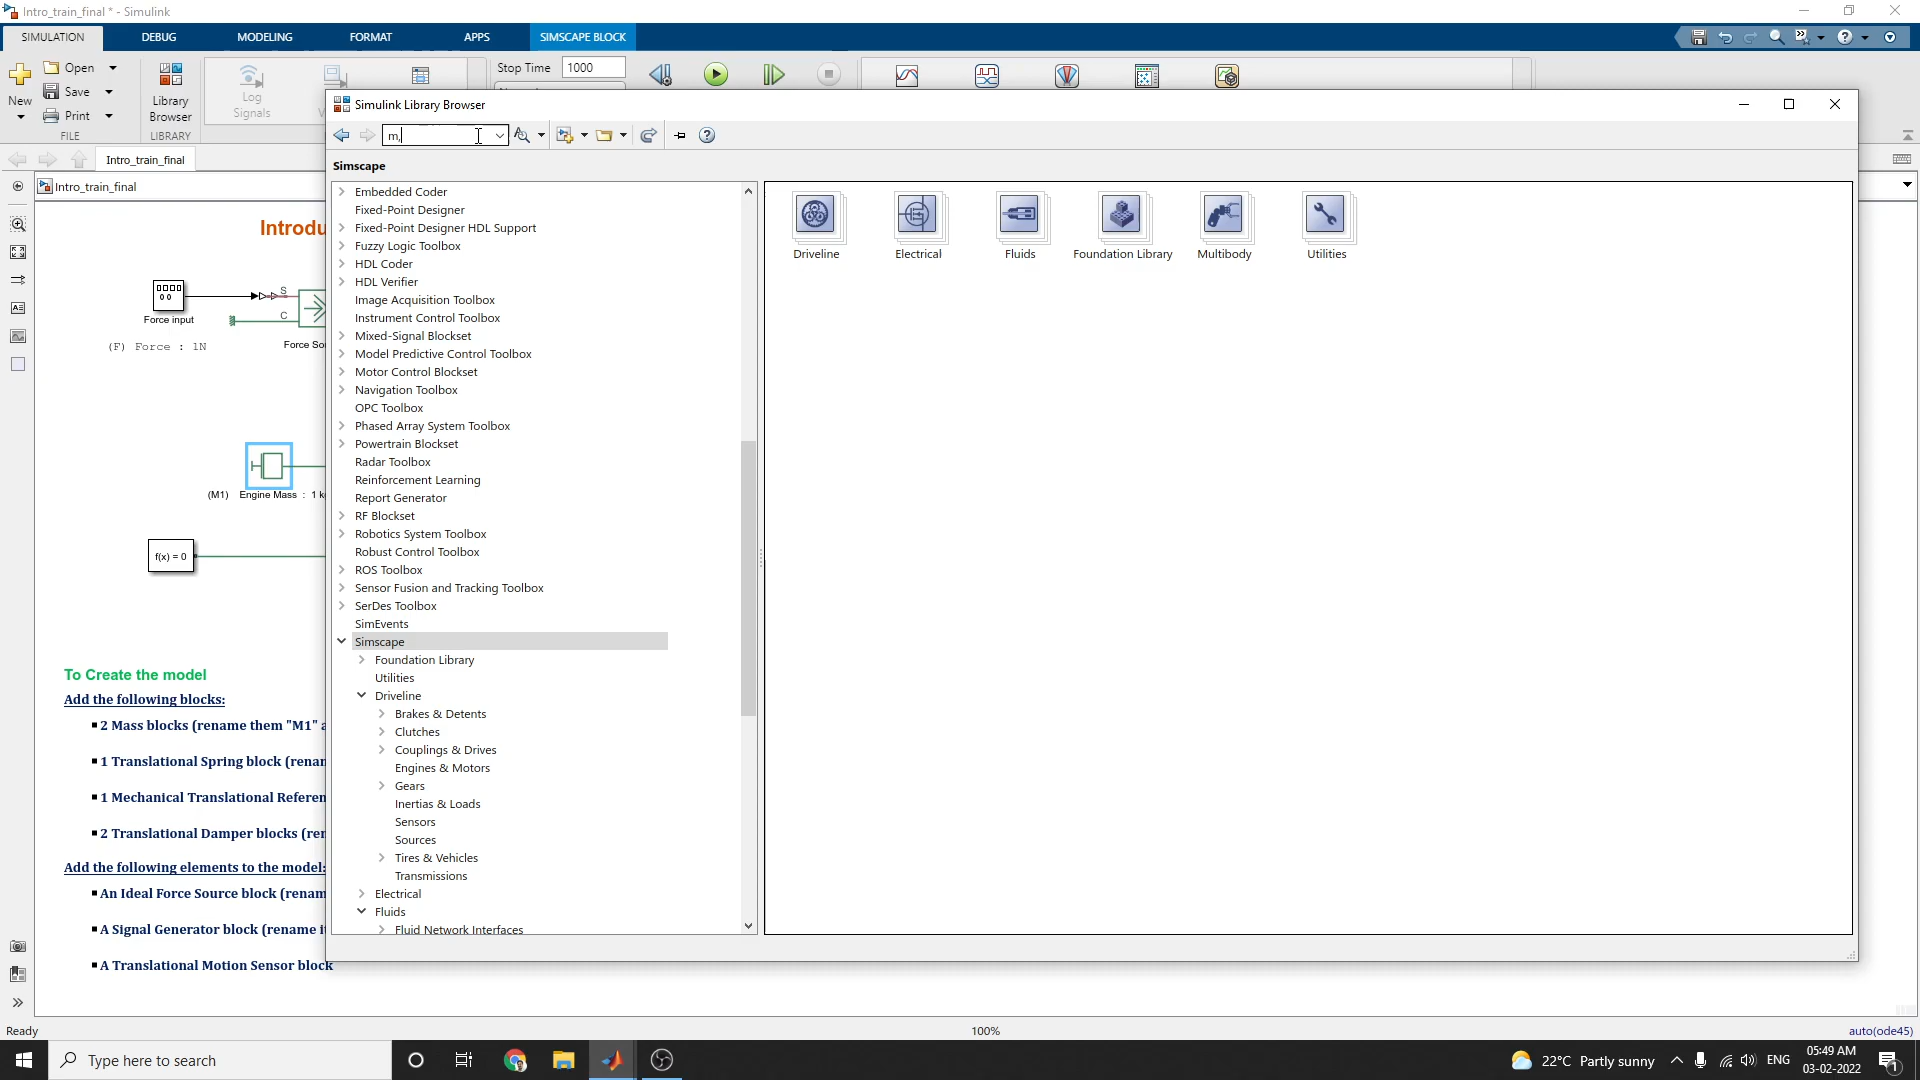 Intro_train_final * - Simulink
SIMULATION
DEBUG
MODELING
FORMAT
APPS
SIMSCAPE BLOCK
New
Open
Save
Print
FILE
Library
Browser
LIBRARY
Log
Signals
Stop Time
1000
Intro_train_final
Intro_train_final
Simulink Library Browser
m,
Simscape
Embedded Coder
Fixed-Point Designer
Fixed-Point Designer HDL Support
Fuzzy Logic Toolbox
HDL Coder
HDL Verifier
Image Acquisition Toolbox
Instrument Control Toolbox
Mixed-Signal Blockset
Model Predictive Control Toolbox
Motor Control Blockset
Navigation Toolbox
OPC Toolbox
Phased Array System Toolbox
Powertrain Blockset
Radar Toolbox
Reinforcement Learning
Report Generator
RF Blockset
Robotics System Toolbox
Robust Control Toolbox
ROS Toolbox
Sensor Fusion and Tracking Toolbox
SerDes Toolbox
SimEvents
Simscape
Foundation Library
Utilities
Driveline
Brakes & Detents
Clutches
Couplings & Drives
Engines & Motors
Gears
Inertias & Loads
Sensors
Sources
Tires & Vehicles
Transmissions
Electrical
Fluids
Fluid Network Interfaces
Driveline
Electrical
Fluids
Foundation Library
Multibody
Utilities
Introdu
S
C
Force input
(F) Force : 1N
Force So
(M1) Engine Mass : 1 k
f(x) = 0
To Create the model
Add the following blocks:
▪ 2 Mass blocks (rename them "M1" a
▪ 1 Translational Spring block (renam
▪ 1 Mechanical Translational Referen
▪ 2 Translational Damper blocks (ren
Add the following elements to the model:
▪ An Ideal Force Source block (renam
▪ A Signal Generator block (rename it
▪ A Translational Motion Sensor block
Ready
100%
auto(ode45)
Type here to search
22°C Partly sunny
ENG
05:49 AM
03-02-2022
1